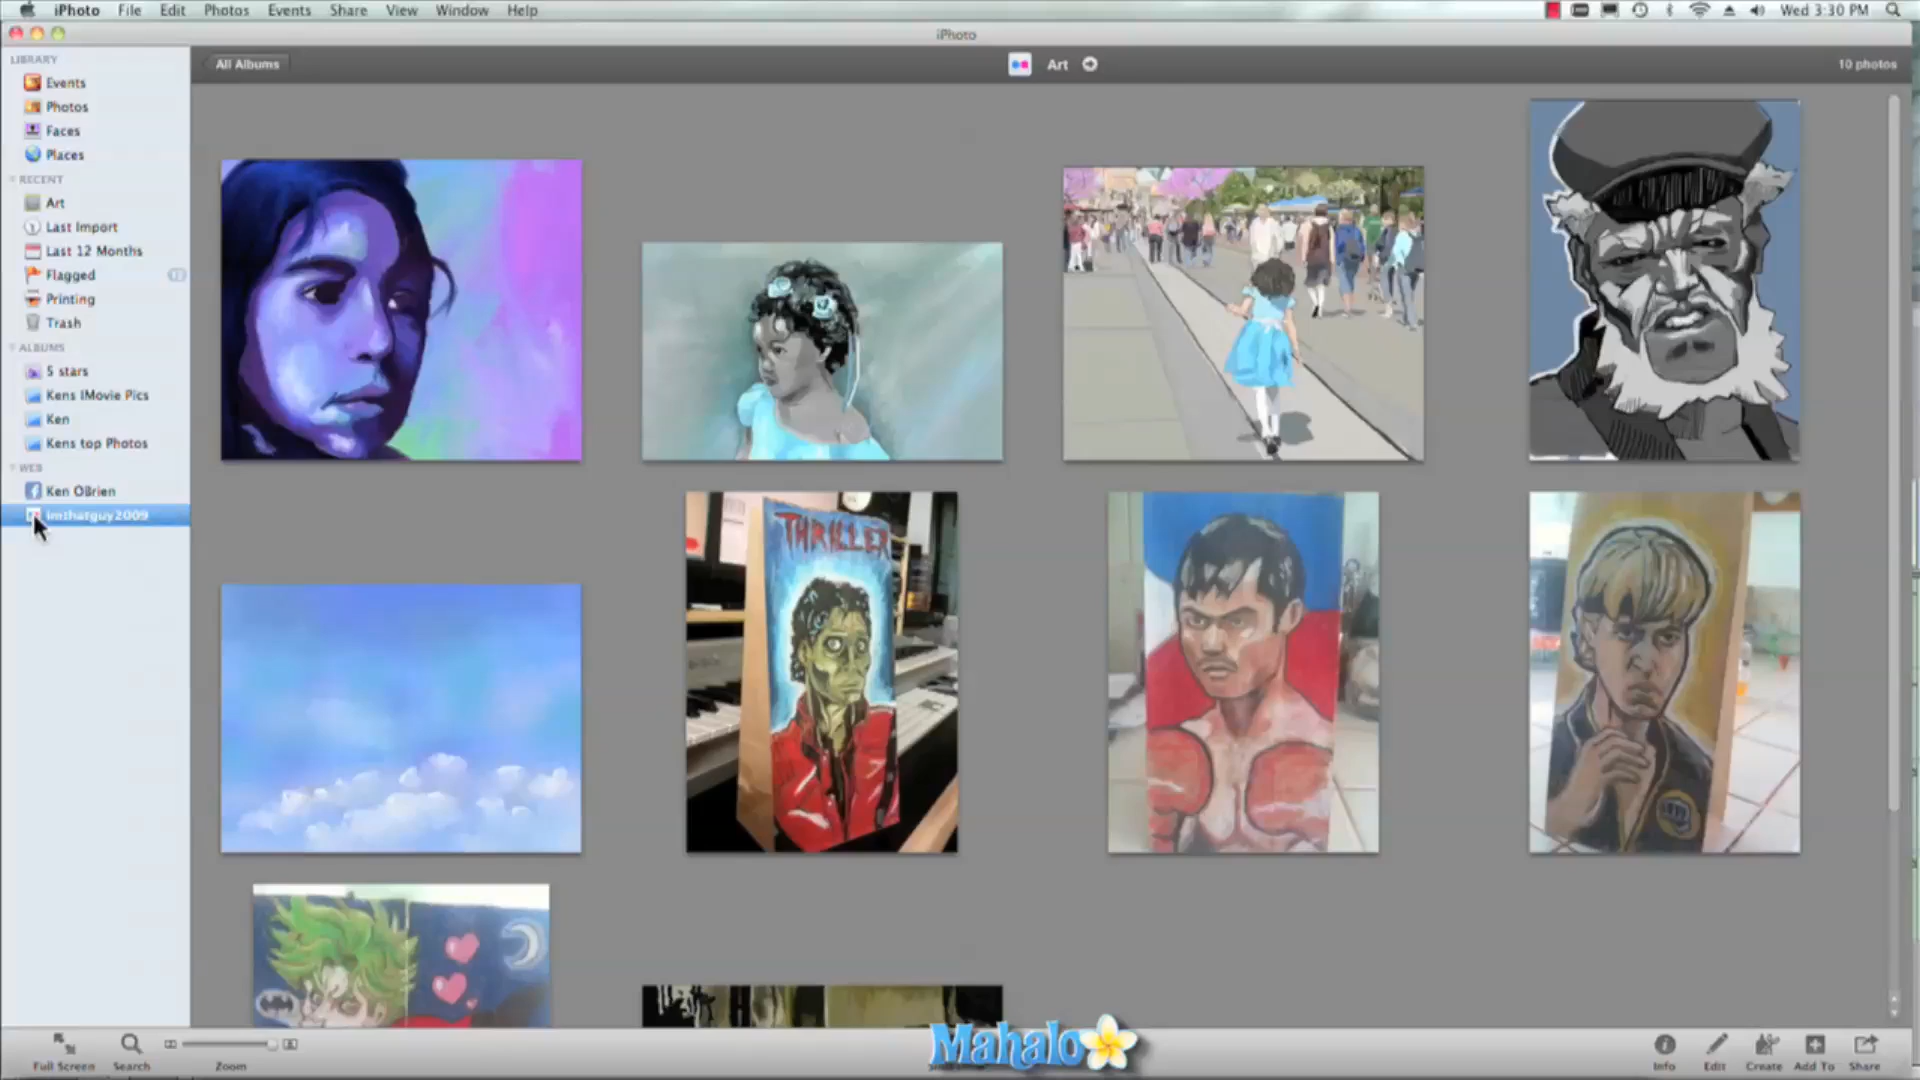 iPhoto File Edit Photos Events Share View Window Help
Wed 3:30 PM
iPhoto
All Albums
Art
10 photos
LIBRARY
Events
Photos
Faces
Places
RECENT
Art
Last Import
Last 12 Months
Flagged
Printing
Trash
ALBUMS
5 stars
Kens IMovie Pics
Ken
Kens top Photos
WEB
Ken OBrien
imthatguy2009
THRILLER
Full Screen
Search
Zoom
Mahalo
Info
Edit
Create
Add To
Share